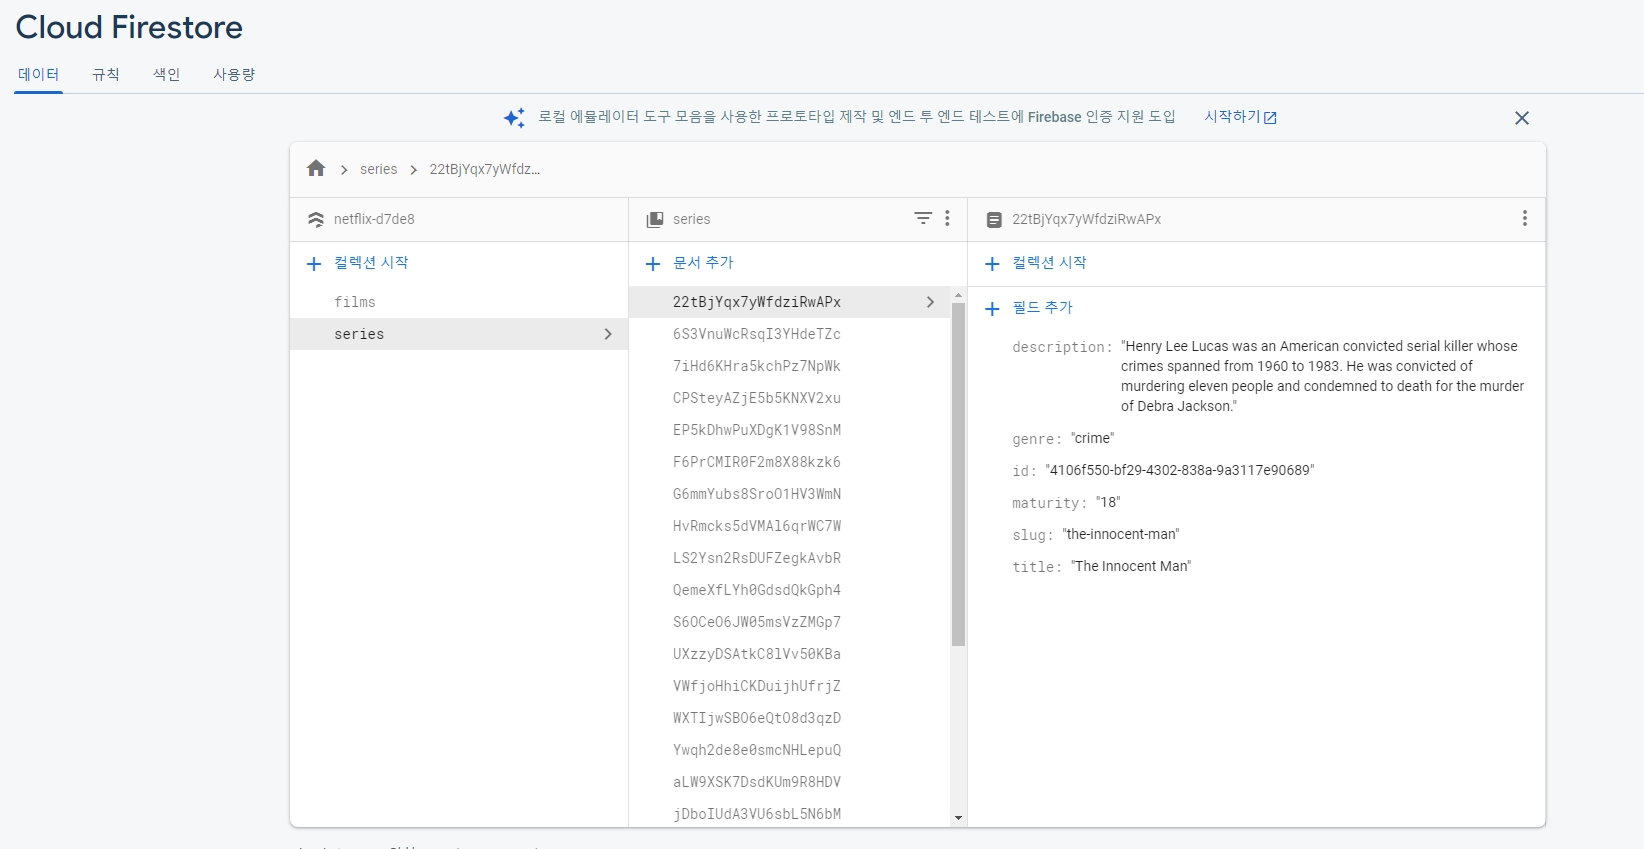 Cloud Firestore
데이터 규칙 색인 사용량
로컬 에뮬레이터 도구 모음을 사용한 프로토타입 제작 및 엔드 투 엔드 테스트에 Firebase 인증 지원 도입 시작하기
series 22tBjYqx7yWfdz...
netflix-d7de8
series
22tBjYqx7yWfdziRwAPx
컬렉션 시작
films
series
문서 추가
22tBjYqx7yWfdziRwAPx
6S3VnuWcRsqI3YHdeTZc
7iHd6KHra5kchPz7NpWk
CPSteyAZjE5b5KNXV2xu
EP5kDhwPuXDgK1V98SnM
F6PrCMIR0F2m8X88kzk6
G6mmYubs8SroO1HV3WmN
HvRmcks5dVMAl6qrWC7W
LS2Ysn2RsDUFZegkAvbR
QemeXfLYh0GdsdQkGph4
S6OCeO6JW05msVzZMGp7
UXzzyDSAtkC8lVv50KBa
VWfjoHhiCKDuijhUfrjZ
WXTIjwSBO6eQtO8d3qzD
Ywqh2de8e0smcNHLepuQ
aLW9XSK7DsdKUm9R8HDV
jDboIUdA3VU6sbL5N6bM
컬렉션 시작
필드 추가
description: "Henry Lee Lucas was an American convicted serial killer whose
crimes spanned from 1960 to 1983. He was convicted of
murdering eleven people and condemned to death for the murder
of Debra Jackson."
genre: "crime"
id: "4106f550-bf29-4302-838a-9a3117e90689"
maturity: "18"
slug: "the-innocent-man"
title: "The Innocent Man"